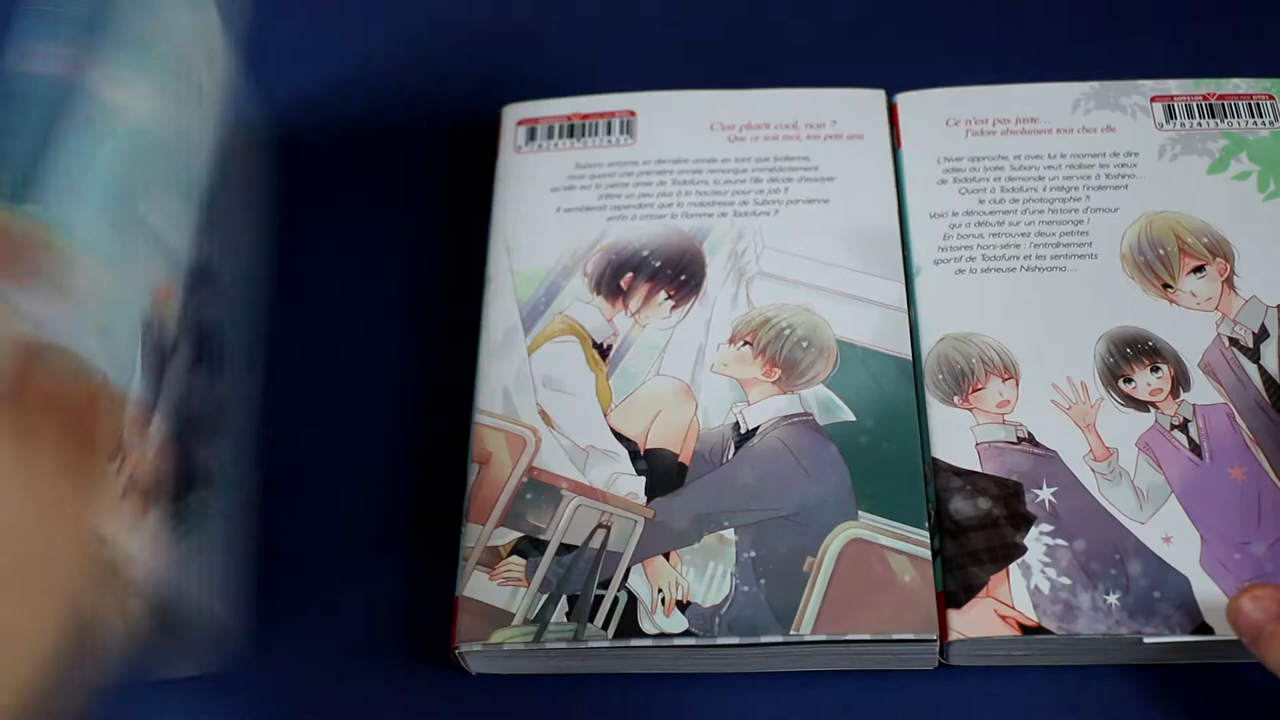 C'est plutôt cool, non ?
Que ce soit moi, ton petit ami
Subaru entame sa dernière année en tant que lycéenne,
mais quand une première année remarque immédiatement
qu'elle est la petite amie de Tadafumi, la jeune fille décide d'essayer
d'être un peu plus à la hauteur pour ce job !!
Il semblerait cependant que la maladresse de Subaru parvienne
enfin à attiser la flamme de Tadafumi ?!
Ce n'est pas juste...
J'adore absolument tout chez elle
9 782413 017448
L'hiver approche, et avec lui le moment de dire
adieu au lycée. Subaru veut réaliser les vœux
de Tadafumi et demande un service à Yoshino...
Quant à Tadafumi, il intègre finalement
le club de photographie ?!
Voici le dénouement d'une histoire d'amour
qui a débuté sur un mensonge !
En bonus, retrouvez deux petites
histoires hors-série : l'entraînement
sportif de Tadafumi et les sentiments
de la sérieuse Nishiyama...